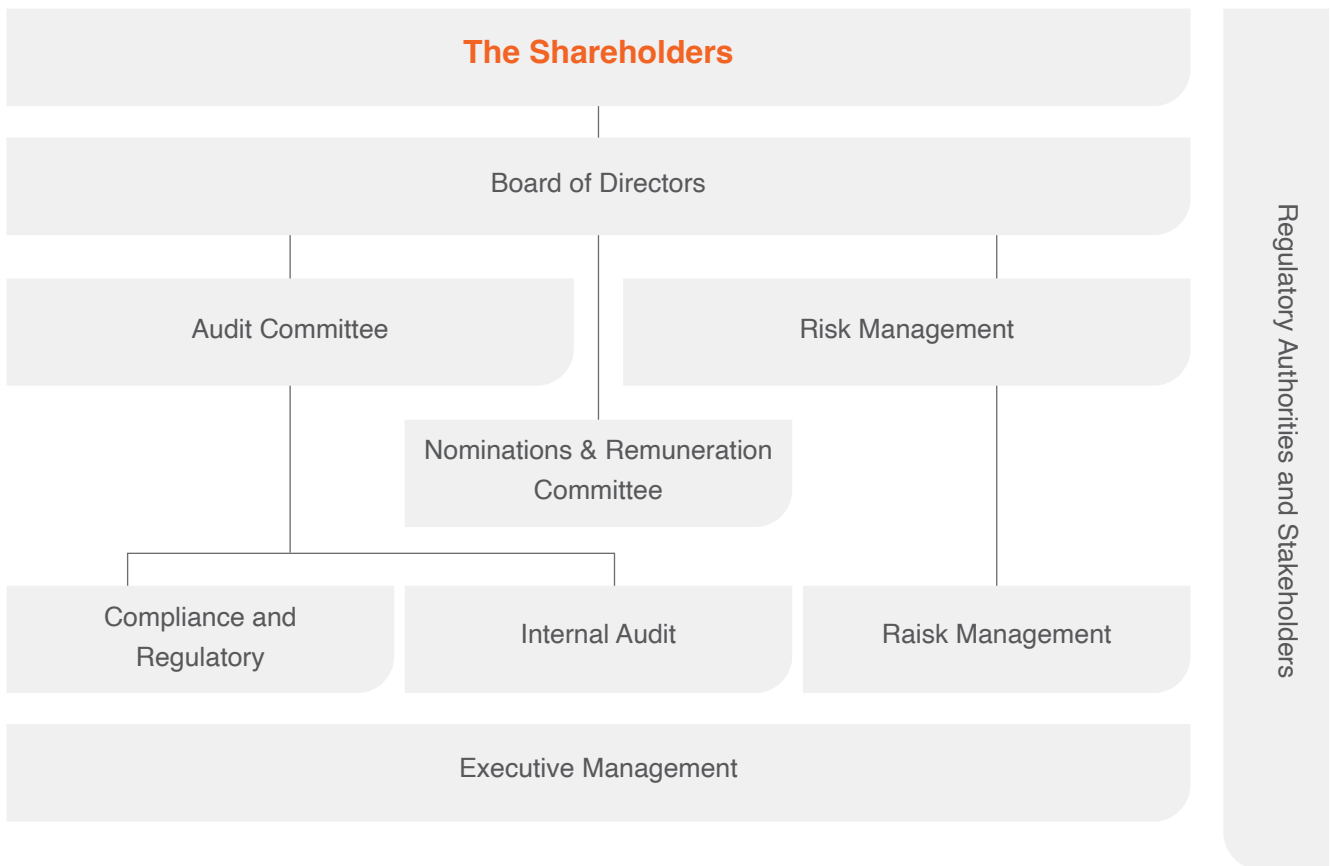 The Shareholders
Board of Directors
Audit Committee
Risk Management
Nominations & Remuneration
Committee
Compliance and
Regulatory
Internal Audit
Raisk Management
Executive Management
Regulatory Authorities and Stakeholders